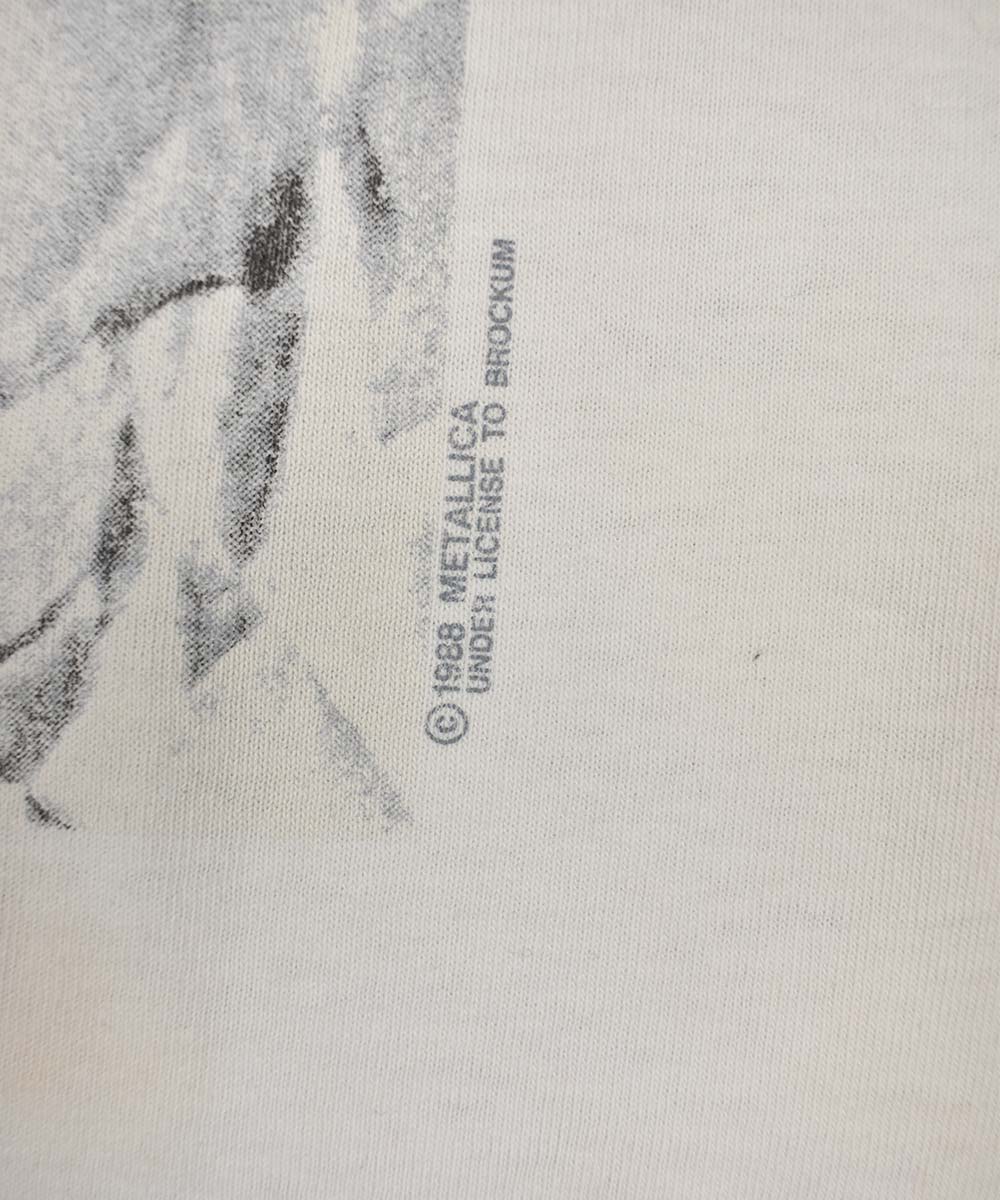 ©1988 METALLICA
UNDER LICENSE TO BROCKUM